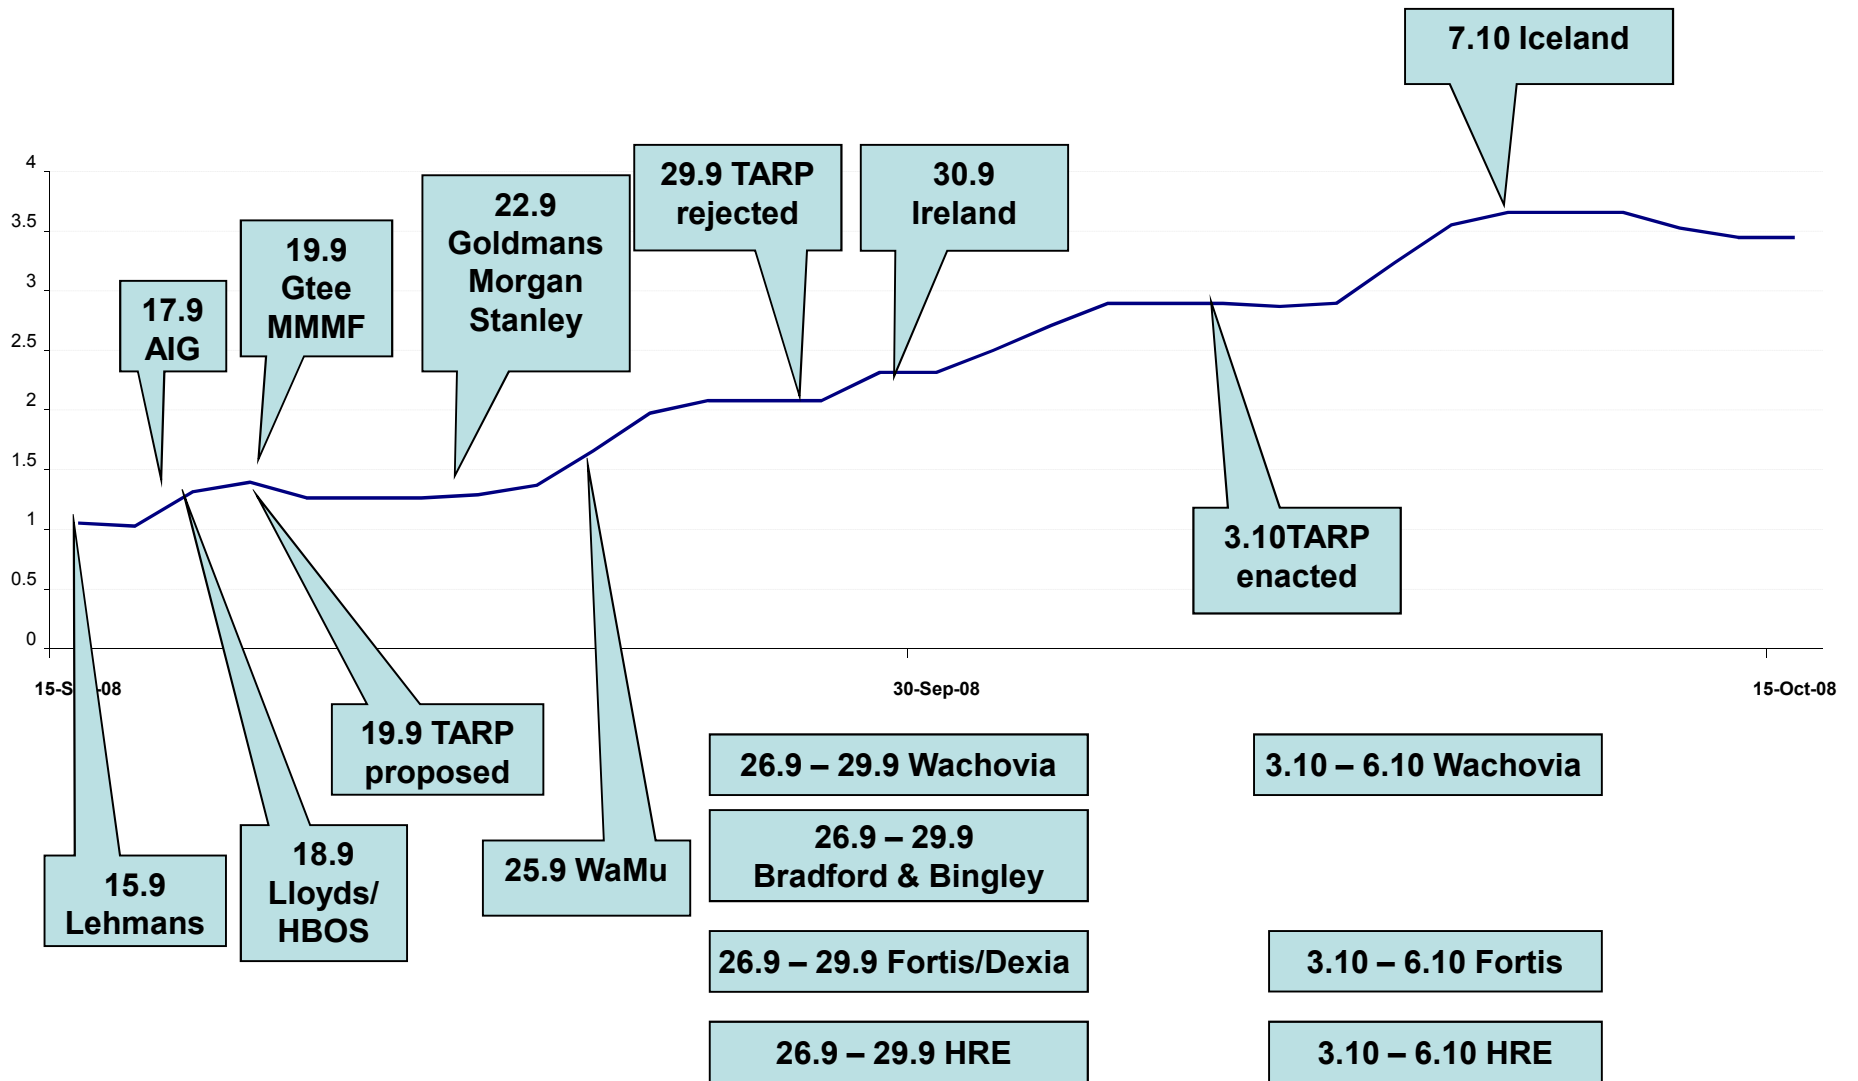 7.10 Iceland
29.9 TARP
rejected
30.9
Ireland
22.9
Goldmans
Morgan
Stanley
19.9
Gtee
MMMF
17.9
AIG
4
3.5
3
2.5
2
1.5
1
0.5
0
3.10TARP
enacted
15-S -08
30-Sep-08
15-Oct-08
19.9 TARP
proposed
15.9
Lehmans
18.9
Lloyds/
HBOS
25.9 WaMu
26.9 – 29.9 Wachovia
3.10 – 6.10 Wachovia
26.9 – 29.9
Bradford & Bingley
26.9 – 29.9 Fortis/Dexia
3.10 – 6.10 Fortis
26.9 – 29.9 HRE
3.10 – 6.10 HRE